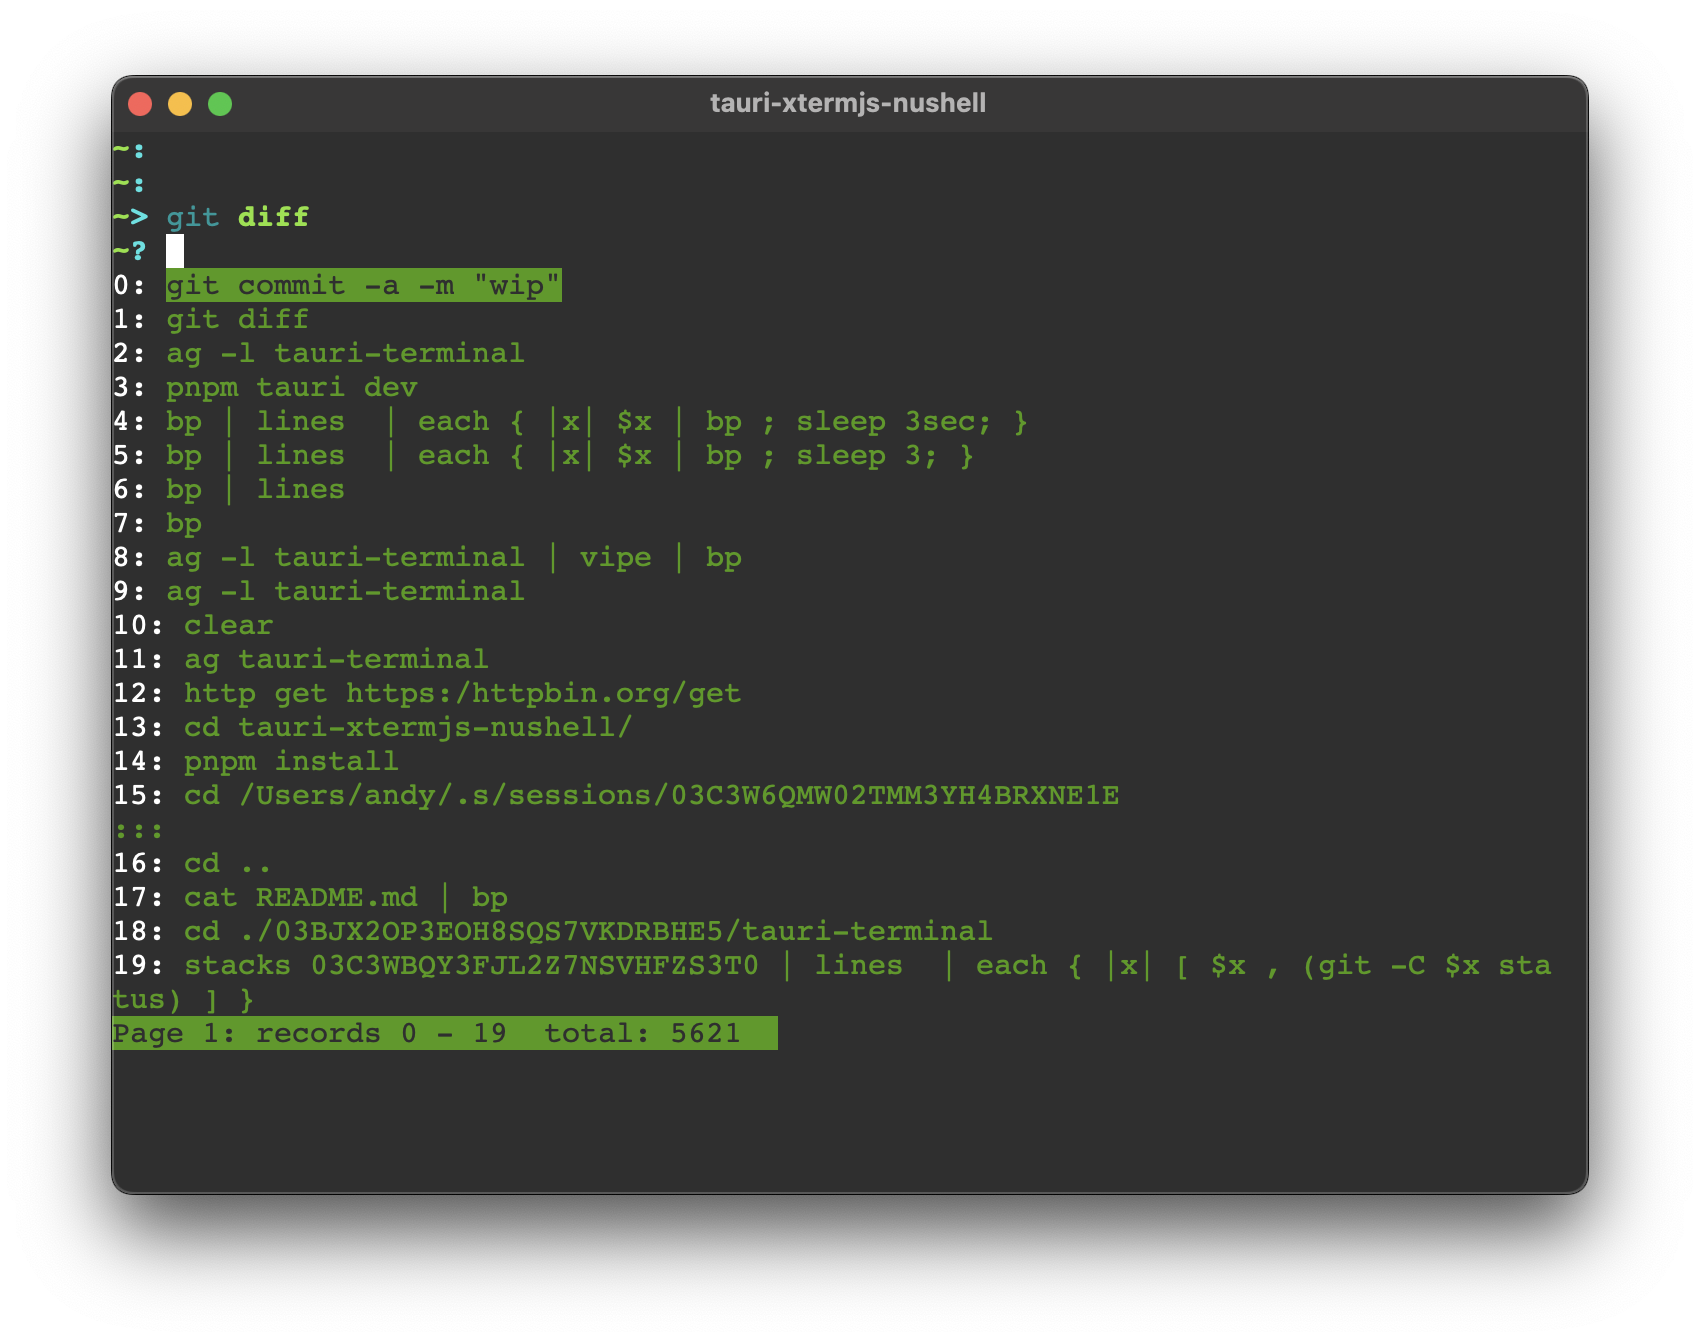 tauri-xtermjs-nushell
~:
~:
~> git diff
~?
0: git commit -a -m "wip"
1: git diff
2: ag -l tauri-terminal
3: pnpm tauri dev
4: bp | lines  | each { |x| $x | bp ; sleep 3sec; }
5: bp | lines  | each { |x| $x | bp ; sleep 3; }
6: bp | lines
7: bp
8: ag -l tauri-terminal | vipe | bp
9: ag -l tauri-terminal
10: clear
11: ag tauri-terminal
12: http get https:/httpbin.org/get
13: cd tauri-xtermjs-nushell/
14: pnpm install
15: cd /Users/andy/.s/sessions/03C3W6QMW02TMM3YH4BRXNE1E
:::
16: cd ..
17: cat README.md | bp
18: cd ./03BJX2OP3EOH8SQS7VKDRBHE5/tauri-terminal
19: stacks 03C3WBQY3FJL2Z7NSVHFZS3T0 | lines  | each { |x| [ $x , (git -C $x sta
tus) ] }
Page 1: records 0 - 19  total: 5621